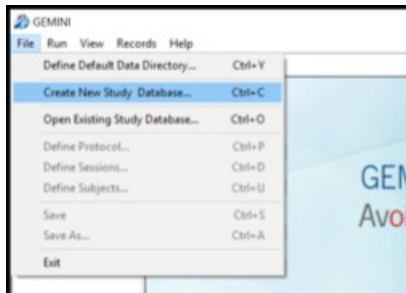 GEMINI
File Run View Records Help
Define Default Data Directory... Ctrl+Y
Create New Study Database... Ctrl+C
Open Existing Study Database... Ctrl+O
Define Protocol... Ctrl+P
Define Sessions... Ctrl+D
Define Subjects... Ctrl+U
Save Ctrl+S
Save As... Ctrl+A
Exit
GEM
Avo